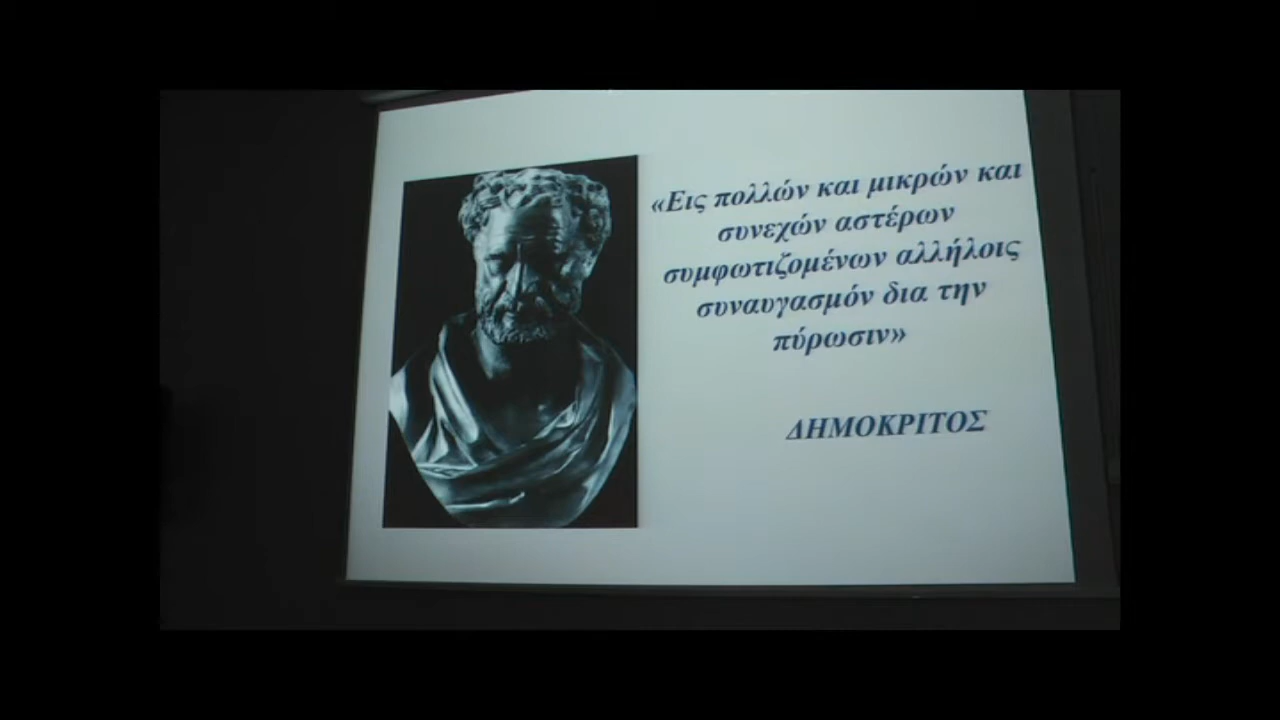 «Εις πολλών και μικρών και
συνεχών αστέρων
συμφωτιζομένων αλλήλοις
συναυγασμόν δια την
πύρωσιν»
ΔΗΜΟΚΡΙΤΟΣ